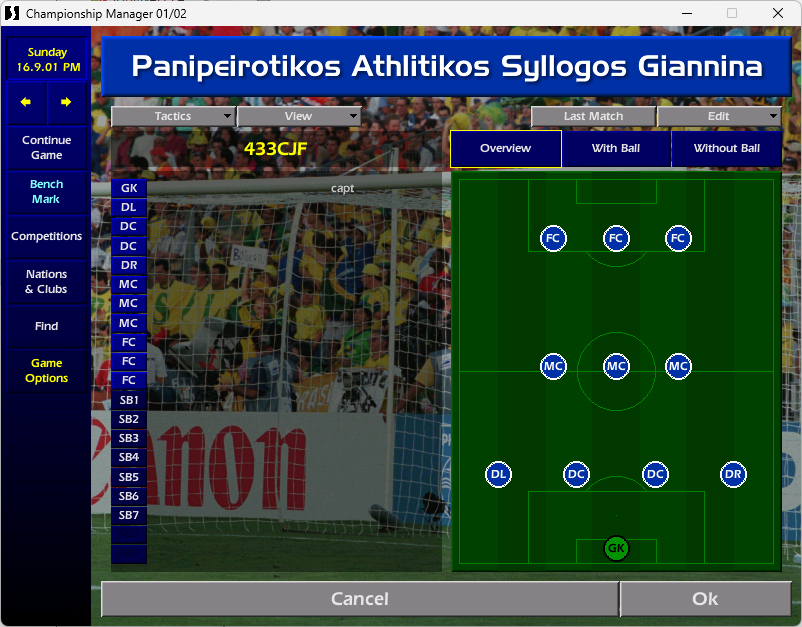 Championship Manager 01/02
Sunday
16.9.01 PM
Continue
Game
Bench
Mark
Competitions
Nations
& Clubs
Find
Game
Options
Panipeirotikos Athlitikos Syllogos Giannina
Tactics
View
Last Match
Edit
433CJF
Overview
With Ball
Without Ball
GK
capt
DL
DC
DC
DR
MC
MC
MC
FC
FC
FC
SB1
SB2
SB3
SB4
SB5
SB6
SB7
anon
FC FC FC
MC MC MC
DL DC DC DR
GK
Cancel
Ok